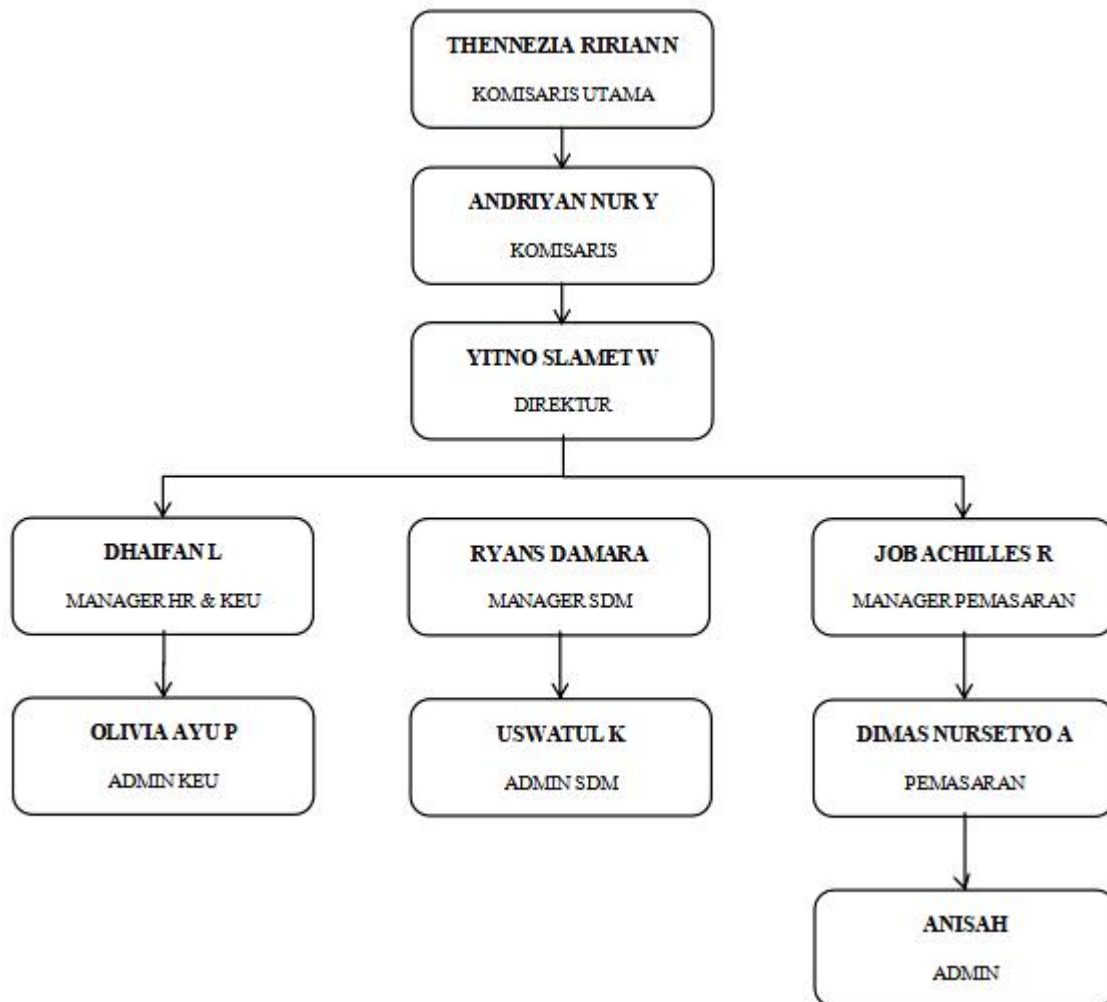 THENNEZIA RIRIAN N
KOMISARIS UTAMA
ANDRIYAN NUR Y
KOMISARIS
YITNO SLAMET W
DIREKTUR
DHAIFAN L
MANAGER HR & KEU
RYANS DAMARA
MANAGER SDM
JOB ACHILLES R
MANAGER PEMASARAN
OLIVIA AYU P
ADMIN KEU
USWATUL K
ADMIN SDM
DIMAS NURSETYO A
PEMASARAN
ANISAH
ADMIN